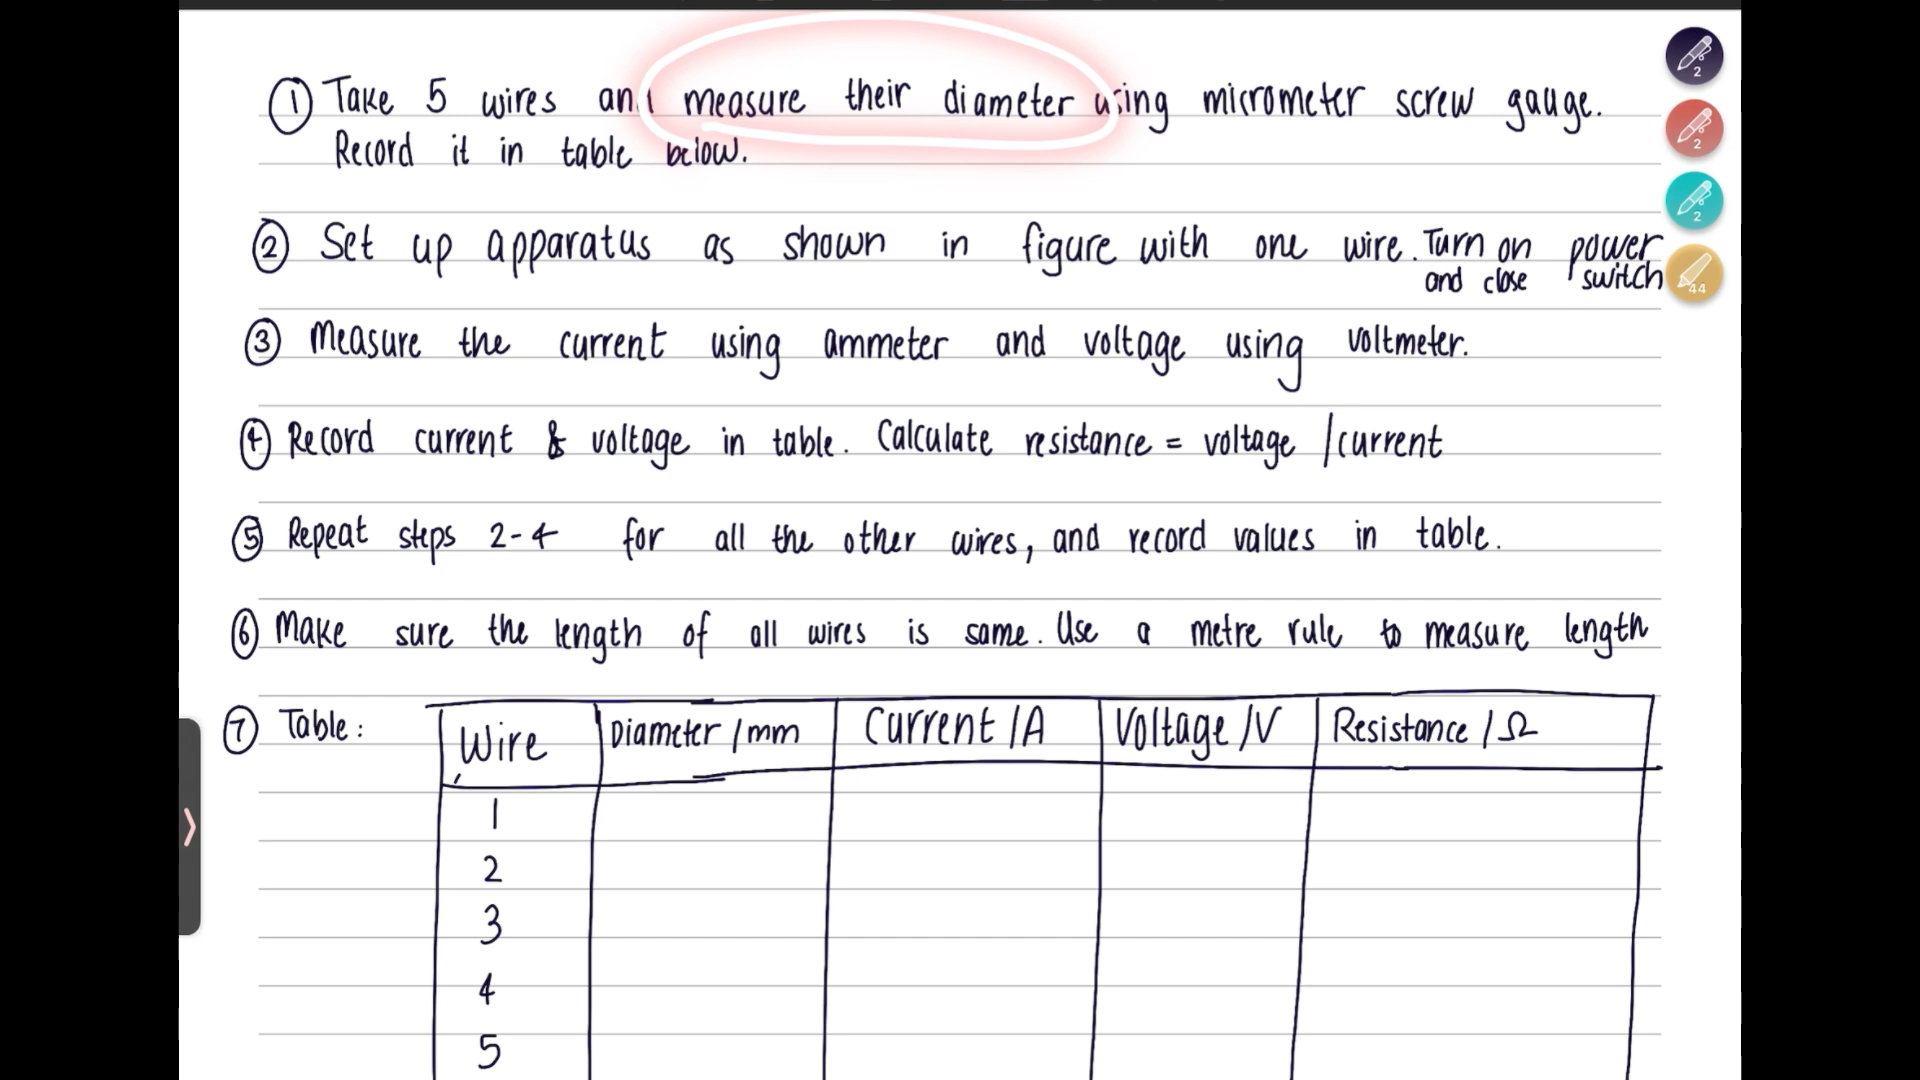 ① Take 5 wires and measure their diameter using micrometer screw gauge.
Record it in table below.
② Set up apparatus as shown in figure with one wire. Turn on power
and close switch
③ Measure the current using ammeter and voltage using voltmeter.
④ Record current & voltage in table. Calculate resistance = voltage /current
⑤ Repeat steps 2-4 for all the other wires, and record values in table.
⑥ Make sure the length of all wires is same. Use a metre rule to measure length
⑦ Table:
Wire Diameter /mm Current /A Voltage /V Resistance /Ω
1
2
3
4
5
2
2
2
44